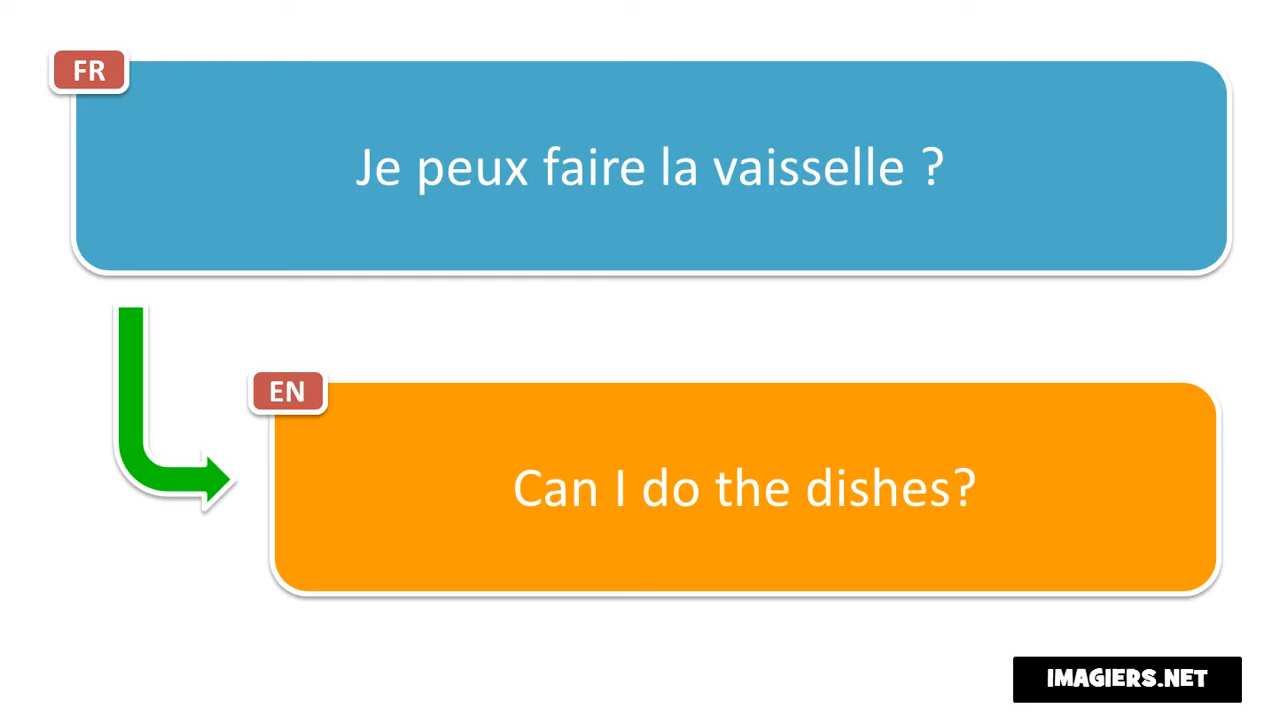 FR
Je peux faire la vaisselle ?
EN
Can I do the dishes?
IMAGIERS.NET